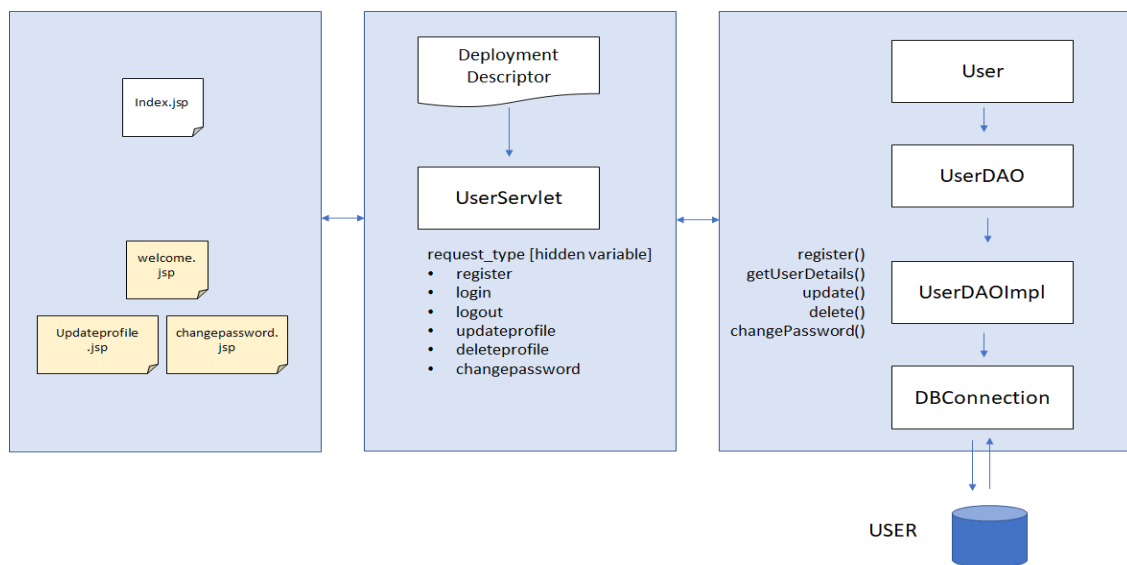 Index.jsp
welcome.
jsp
Updateprofile
.jsp
changepassword.
jsp
Deployment
Descriptor
UserServlet
request_type [hidden variable]
• register
• login
• logout
• updateprofile
• deleteprofile
• changepassword
User
UserDAO
register()
getUserDetails()
update()
delete()
changePassword()
UserDAOImpl
DBConnection
USER